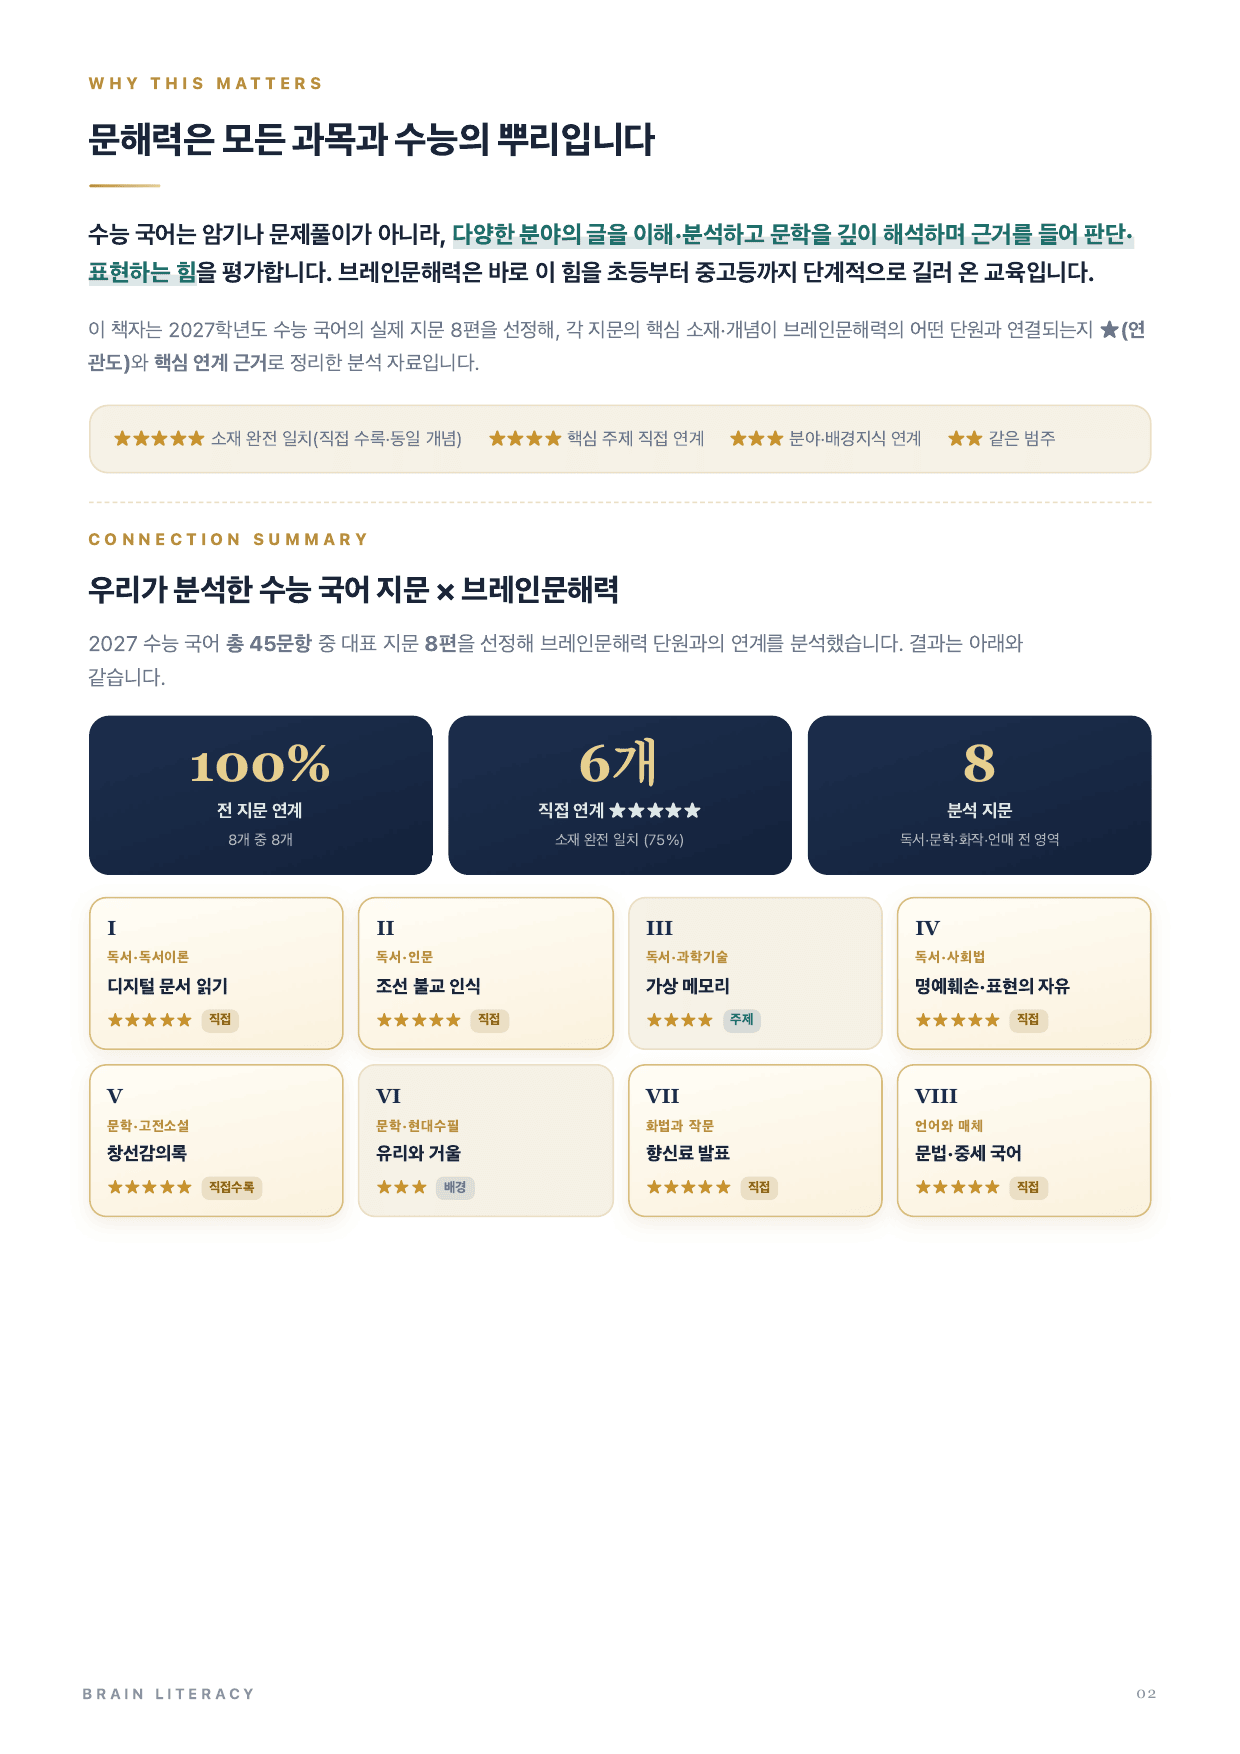 WHY THIS MATTERS
문해력은 모든 과목과 수능의 뿌리입니다
수능 국어는 암기나 문제풀이가 아니라, 다양한 분야의 글을 이해·분석하고 문학을 깊이 해석하며 근거를 들어 판단·
표현하는 힘을 평가합니다. 브레인문해력은 바로 이 힘을 초등부터 중고등까지 단계적으로 길러 온 교육입니다.
이 책자는 2027학년도 수능 국어의 실제 지문 8편을 선정해, 각 지문의 핵심 소재·개념이 브레인문해력의 어떤 단원과 연결되는지 ★(연
관도)와 핵심 연계 근거로 정리한 분석 자료입니다.
★★★★★ 소재 완전 일치(직접 수록·동일 개념) ★★★★ 핵심 주제 직접 연계 ★★★ 분야·배경지식 연계 ★★ 같은 범주
CONNECTION SUMMARY
우리가 분석한 수능 국어 지문 × 브레인문해력
2027 수능 국어 총 45문항 중 대표 지문 8편을 선정해 브레인문해력 단원과의 연계를 분석했습니다. 결과는 아래와
같습니다.
100%
전 지문 연계
8개 중 8개
6개
직접 연계 ★★★★★
소재 완전 일치 (75%)
8
분석 지문
독서·문학·화작·언매 전 영역
I
독서·독서이론
디지털 문서 읽기
★★★★★ 직접
II
독서·인문
조선 불교 인식
★★★★★ 직접
III
독서·과학기술
가상 메모리
★★★★ 주제
IV
독서·사회법
명예훼손·표현의 자유
★★★★★ 직접
V
문학·고전소설
창선감의록
★★★★★ 직접수록
VI
문학·현대수필
유리와 거울
★★★ 배경
VII
화법과 작문
향신료 발표
★★★★★ 직접
VIII
언어와 매체
문법·중세 국어
★★★★★ 직접
BRAIN LITERACY
02